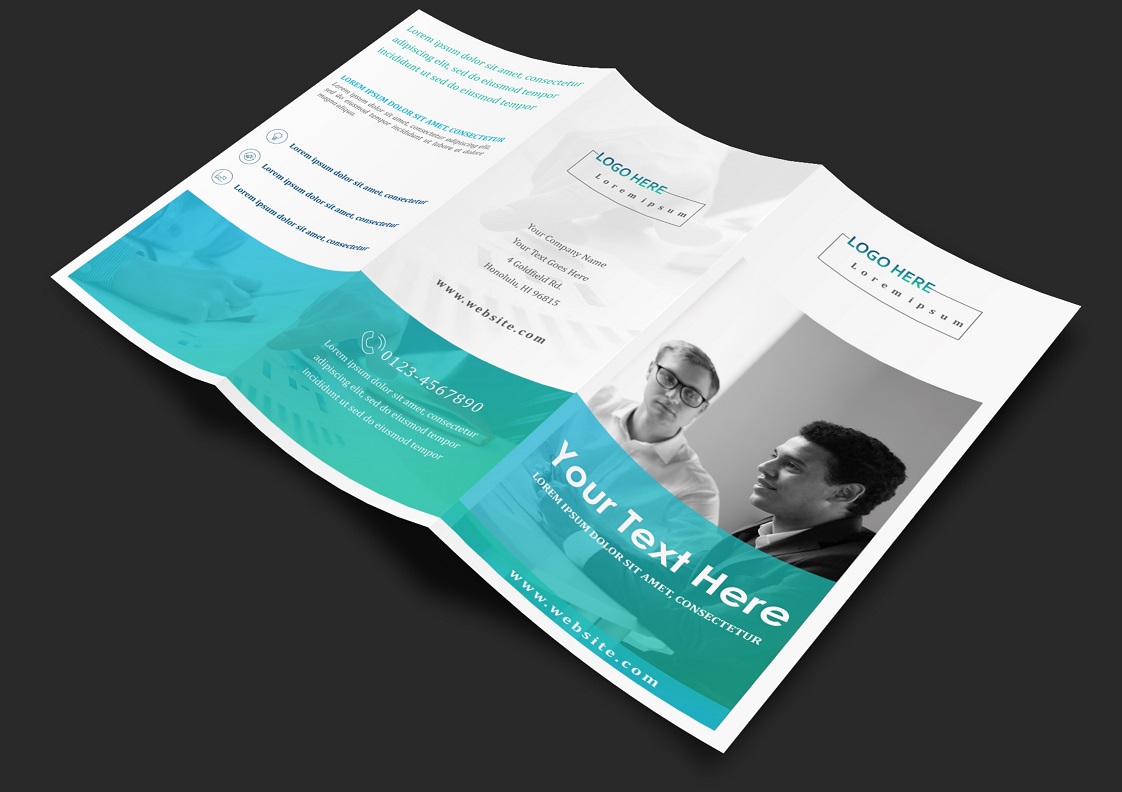 Lorem ipsum dolor sit amet, consectetur
adipiscing elit, sed do eiusmod tempor
incididunt ut sed do eiusmod tempor
LOREM IPSUM DOLOR SIT AMET, CONSECTETUR
Lorem ipsum dolor sit amet, consectetur adipiscing elit,
sed do eiusmod tempor incididunt ut labore et dolore
magna aliqua.
Lorem ipsum dolor sit amet, consectetur
Lorem ipsum dolor sit amet, consectetur
Lorem ipsum dolor sit amet, consectetur
LOGO HERE
Loremipsum
Your Company Name
Your Text Goes Here
4 Goldfield Rd.
Honolulu, HI 96815
www.website.com
0123-4567890
Lorem ipsum dolor sit amet, consectetur
adipiscing elit, sed do eiusmod tempor
incididunt ut sed do eiusmod tempor
tempor
LOGO HERE
Loremipsum
Your Text Here
LOREM IPSUM DOLOR SIT AMET, CONSECTETUR
www.website.com